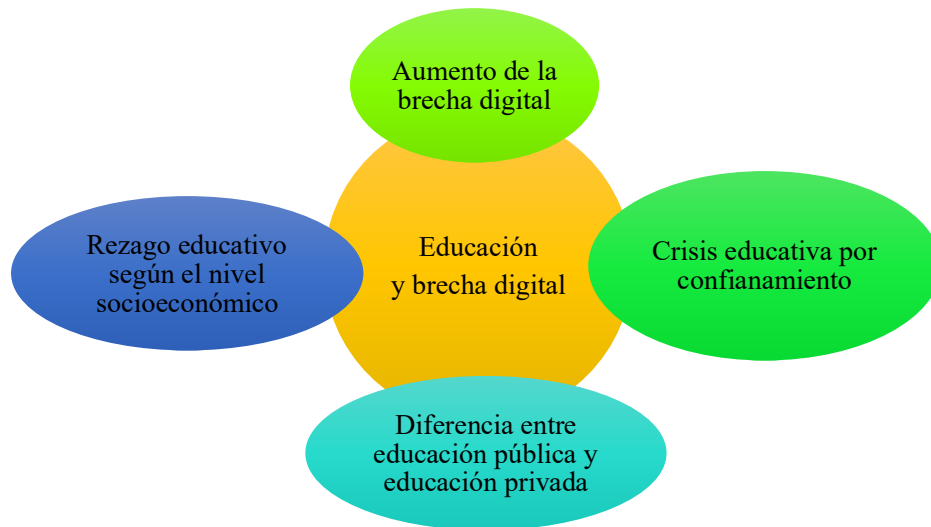 Aumento de la
brecha digital
Rezago educativo
según el nivel
socioeconómico
Educación
y brecha digital
Crisis educativa por
confianamiento
Diferencia entre
educación pública y
educación privada